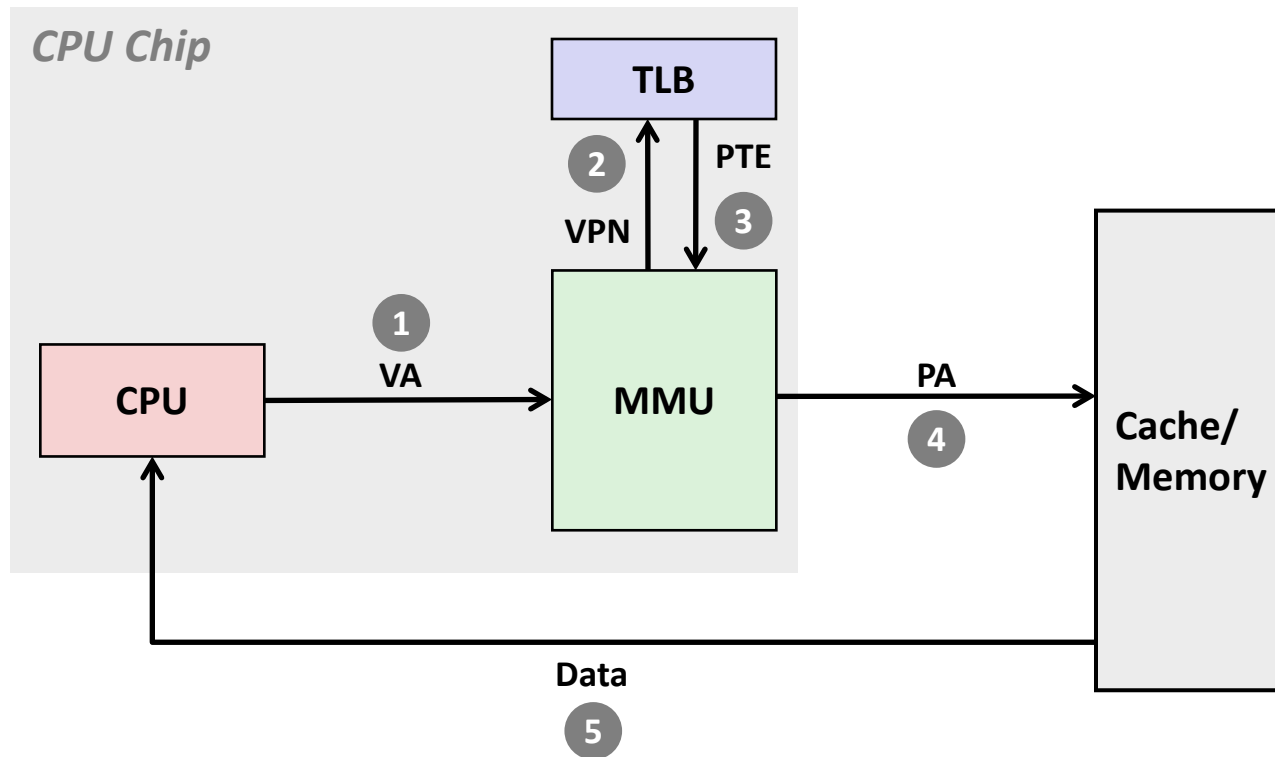 CPU Chip
TLB
2
PTE
3
VPN
1
VA
CPU
MMU
PA
4
Cache/
Memory
Data
5